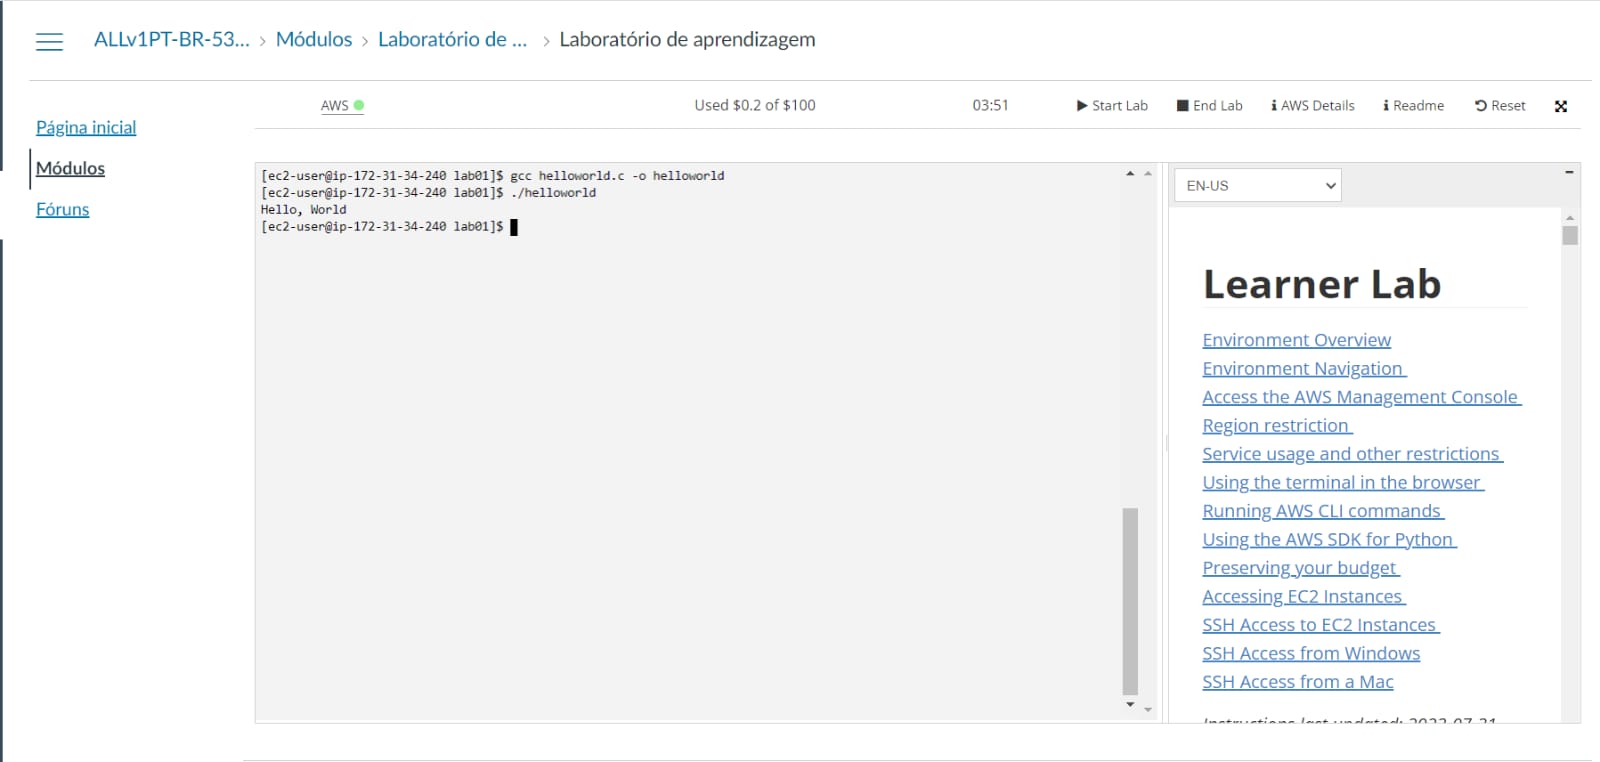 ALLv1PT-BR-53... > Módulos > Laboratório de ... > Laboratório de aprendizagem
AWS Used $0.2 of $100 03:51 Start Lab End Lab AWS Details Readme Reset
Página inicial
Módulos
Fóruns
[ec2-user@ip-172-31-34-240 lab01]$ gcc helloworld.c -o helloworld
[ec2-user@ip-172-31-34-240 lab01]$ ./helloworld
Hello, World
[ec2-user@ip-172-31-34-240 lab01]$
EN-US
Learner Lab
Environment Overview
Environment Navigation
Access the AWS Management Console
Region restriction
Service usage and other restrictions
Using the terminal in the browser
Running AWS CLI commands
Using the AWS SDK for Python
Preserving your budget
Accessing EC2 Instances
SSH Access to EC2 Instances
SSH Access from Windows
SSH Access from a Mac
Instructions last updated: